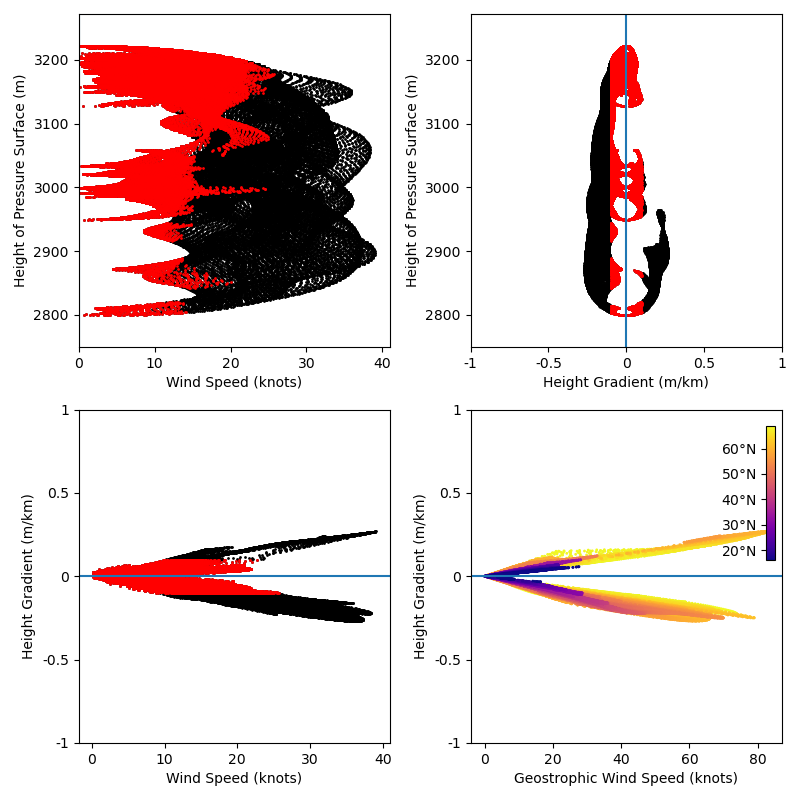 Height of Pressure Surface (m)
3200
3100
3000
2900
2800
0 10 20 30 40
Wind Speed (knots)
Height of Pressure Surface (m)
3200
3100
3000
2900
2800
-1 -0.5 0 0.5 1
Height Gradient (m/km)
Height Gradient (m/km)
1
0.5
0
-0.5
-1
0 10 20 30 40
Wind Speed (knots)
Height Gradient (m/km)
1
0.5
0
-0.5
-1
0 20 40 60 80
Geostrophic Wind Speed (knots)
60°N
50°N
40°N
30°N
20°N